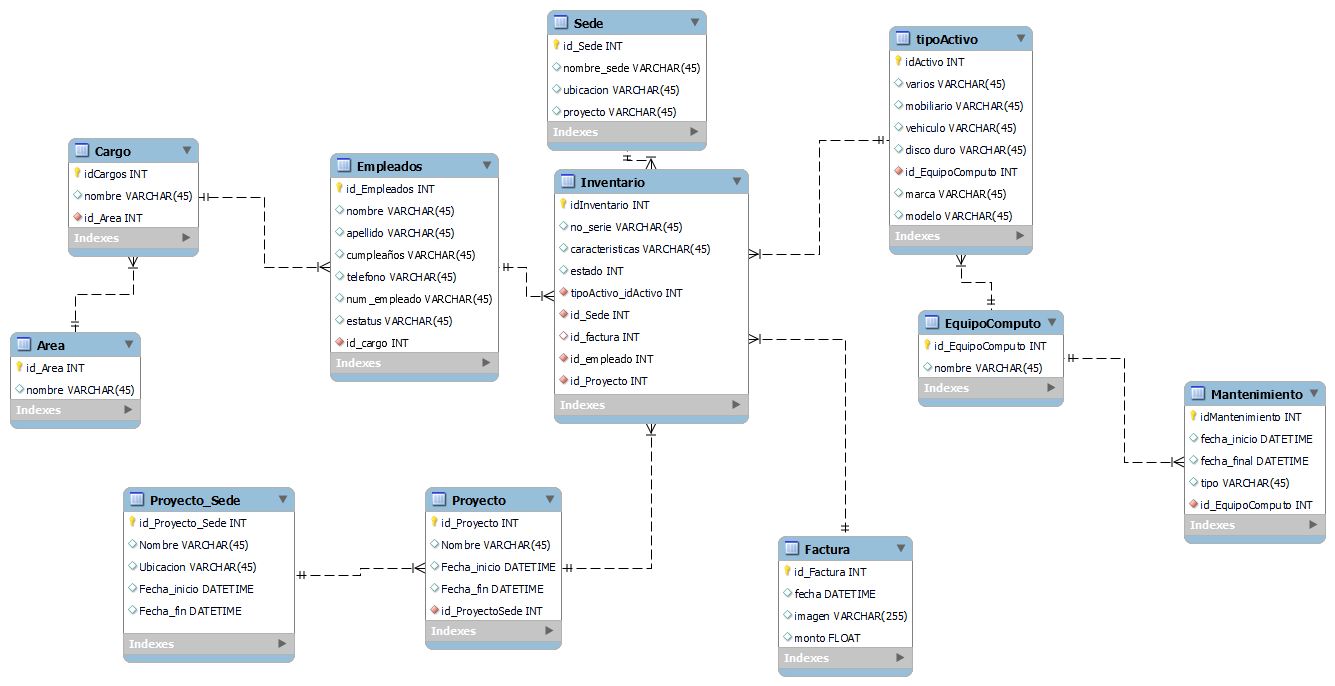 Sede
id_Sede INT
nombre_sede VARCHAR(45)
ubicacion VARCHAR(45)
proyecto VARCHAR(45)
Indexes
tipoActivo
idActivo INT
varios VARCHAR(45)
mobiliario VARCHAR(45)
vehiculo VARCHAR(45)
disco duro VARCHAR(45)
id_EquipoComputo INT
marca VARCHAR(45)
modelo VARCHAR(45)
Indexes
Cargo
idCargos INT
nombre VARCHAR(45)
id_Area INT
Indexes
Empleados
id_Empleados INT
nombre VARCHAR(45)
apellido VARCHAR(45)
cumpleaños VARCHAR(45)
telefono VARCHAR(45)
num_empleado VARCHAR(45)
estatus VARCHAR(45)
id_cargo INT
Indexes
Inventario
idInventario INT
no_serie VARCHAR(45)
caracteristicas VARCHAR(45)
estado INT
tipoActivo_idActivo INT
id_Sede INT
id_factura INT
id_empleado INT
id_Proyecto INT
Indexes
Area
id_Area INT
nombre VARCHAR(45)
Indexes
EquipoComputo
id_EquipoComputo INT
nombre VARCHAR(45)
Indexes
Mantenimiento
idMantenimiento INT
fecha_inicio DATETIME
fecha_final DATETIME
tipo VARCHAR(45)
id_EquipoComputo INT
Indexes
Proyecto_Sede
id_Proyecto_Sede INT
Nombre VARCHAR(45)
Ubicacion VARCHAR(45)
Fecha_inicio DATETIME
Fecha_fin DATETIME
Indexes
Proyecto
id_Proyecto INT
Nombre VARCHAR(45)
Fecha_inicio DATETIME
Fecha_fin DATETIME
id_ProyectoSede INT
Indexes
Factura
id_Factura INT
fecha DATETIME
imagen VARCHAR(255)
monto FLOAT
Indexes